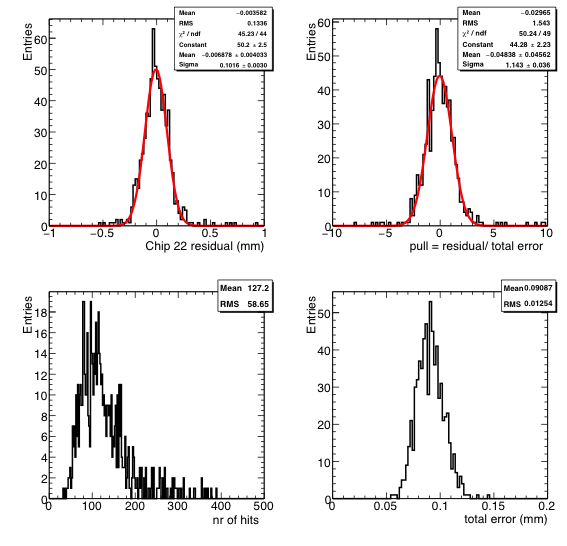 Mean −0.003582
RMS 0.1336
χ² / ndf 45.23 / 44
Constant 50.2 ± 2.5
Mean −0.006878 ± 0.004033
Sigma 0.1016 ± 0.0030
Entries
60
50
40
30
20
10
0
−1 −0.5 0 0.5 1
Chip 22 residual (mm)
Mean −0.02965
RMS 1.543
χ² / ndf 50.24 / 49
Constant 44.28 ± 2.23
Mean −0.04838 ± 0.04562
Sigma 1.143 ± 0.036
Entries
60
50
40
30
20
10
0
−10 −5 0 5 10
pull = residual/ total error
Mean 127.2
RMS 58.65
Entries
18
16
14
12
10
8
6
4
2
0
0 100 200 300 400 500
nr of hits
Mean 0.09087
RMS 0.01254
Entries
50
40
30
20
10
0
0 0.05 0.1 0.15 0.2
total error (mm)